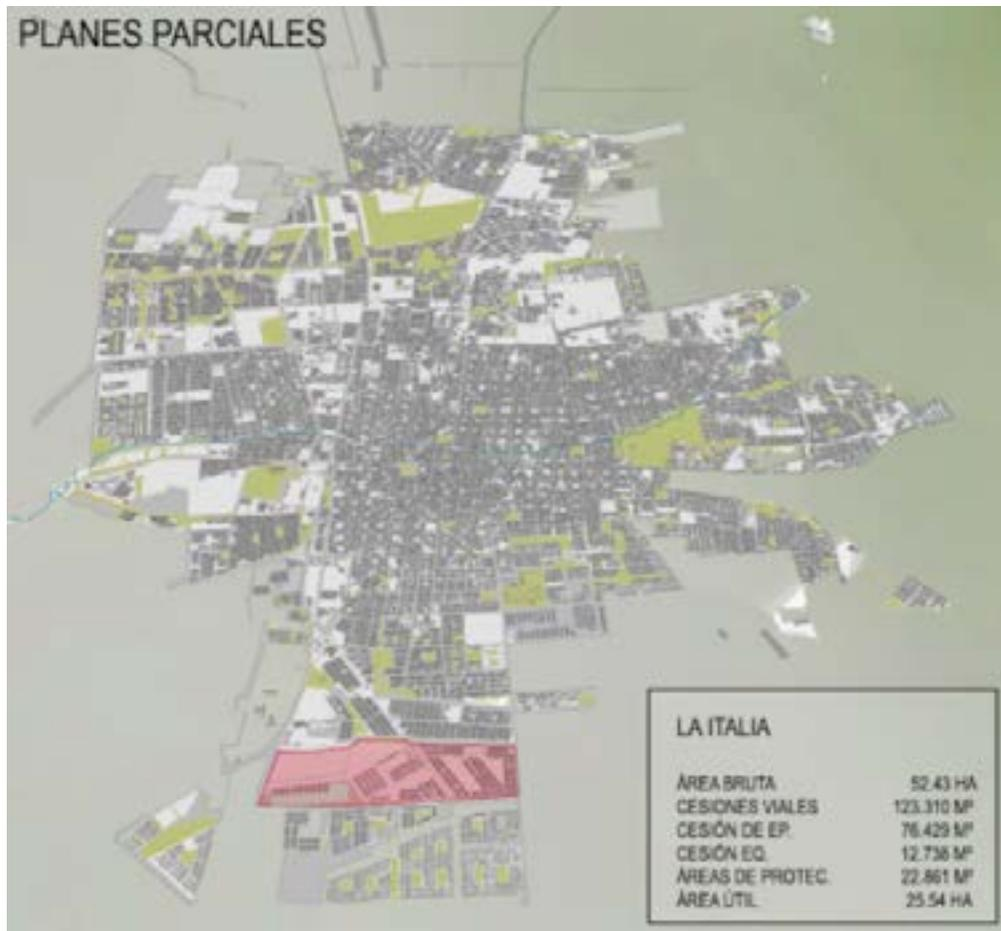 PLANES PARCIALES
LA ITALIA
ÁREA BRUTA 52.43 HA
CESIONES VIALES 123.310 M²
CESIÓN DE EP. 76.429 M²
CESIÓN EQ. 12.738 M²
ÁREAS DE PROTEC. 22.861 M²
ÁREA ÚTIL 25.54 HA